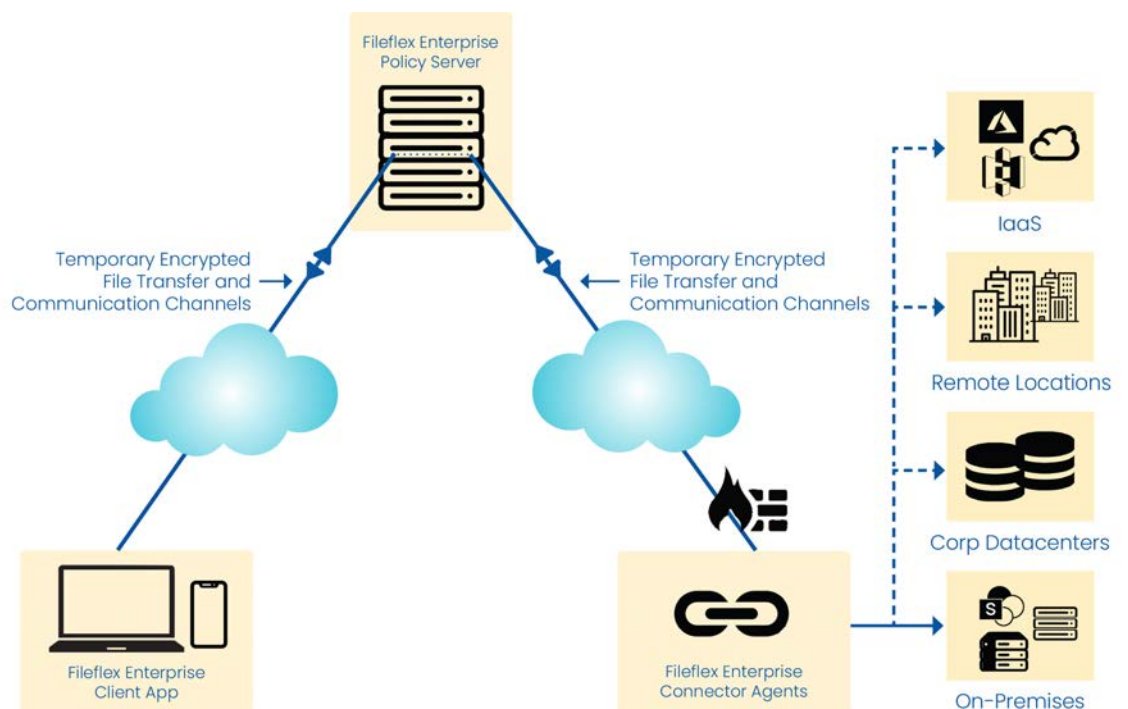 Fileflex Enterprise
Policy Server
Temporary Encrypted
File Transfer and
Communication Channels
Temporary Encrypted
File Transfer and
Communication Channels
IaaS
Remote Locations
Corp Datacenters
S
On-Premises
Fileflex Enterprise
Client App
Fileflex Enterprise
Connector Agents